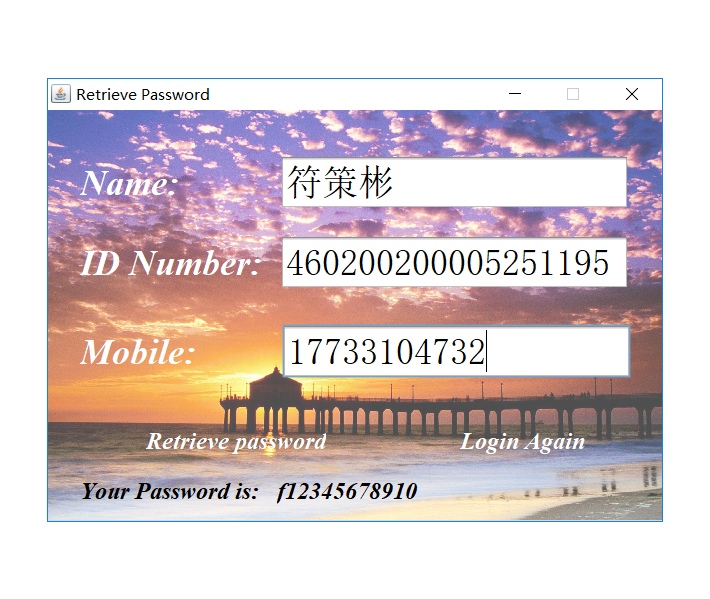 Retrieve Password
Name: 符策彬
ID Number: 460200200005251195
Mobile: 17733104732
Retrieve password Login Again
Your Password is: f12345678910